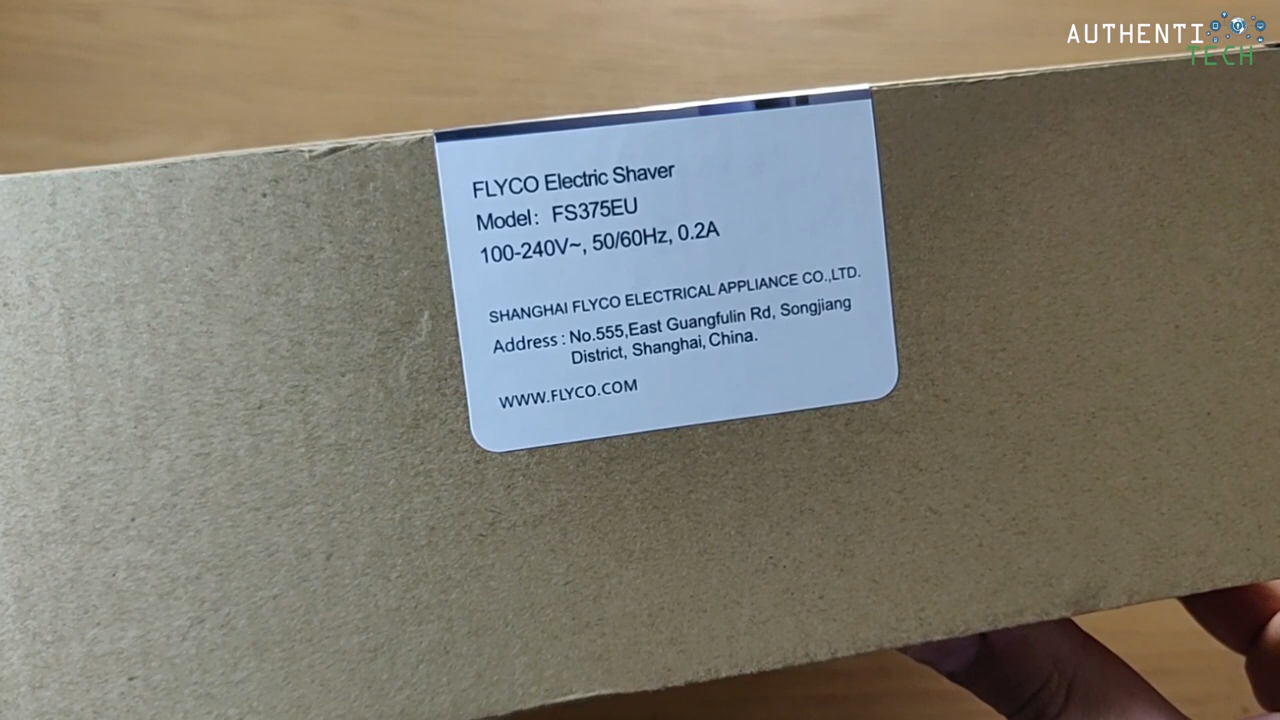 AUTHENTI
TECH
FLYCO Electric Shaver
Model: FS375EU
100-240V~, 50/60Hz, 0.2A
SHANGHAI FLYCO ELECTRICAL APPLIANCE CO.,LTD.
Address : No.555,East Guangfulin Rd, Songjiang
District, Shanghai, China.
WWW.FLYCO.COM